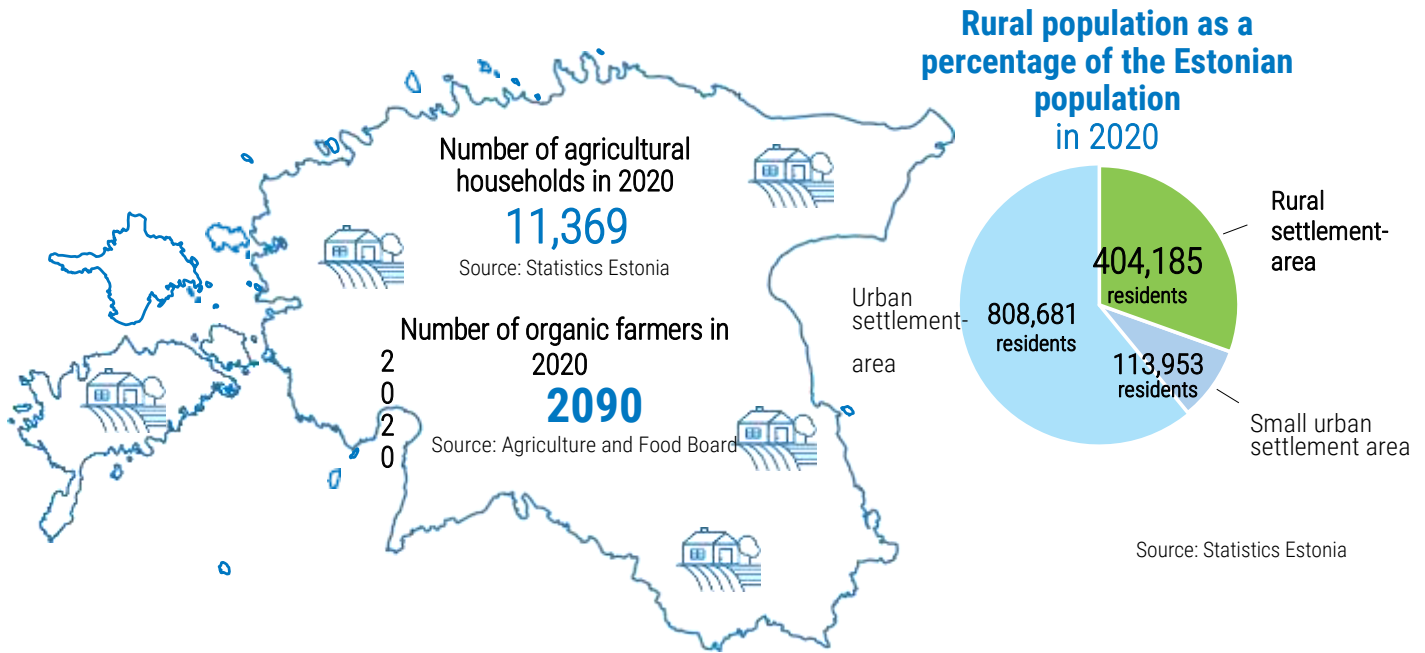 Rural population as a
percentage of the Estonian
population
in 2020
Number of agricultural
households in 2020
11,369
Source: Statistics Estonia
Number of organic farmers in
2020
2
0
2
0
2090
Source: Agriculture and Food Board
Rural
settlement-
area
404,185
residents
Urban
settlement-
area
808,681
residents
113,953
residents
Small urban
settlement area
Source: Statistics Estonia